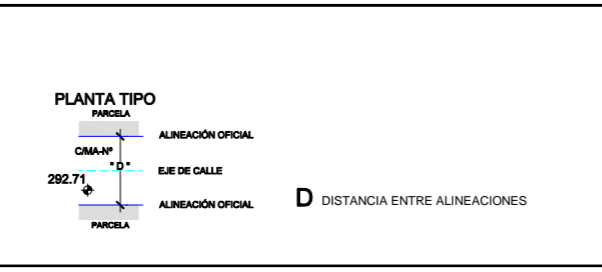 PLANTA TIPO
PARCELA
ALINEACIÓN OFICIAL
C/MA-Nº
"D"
EJE DE CALLE
292.71
ALINEACIÓN OFICIAL
D DISTANCIA ENTRE ALINEACIONES
PARCELA